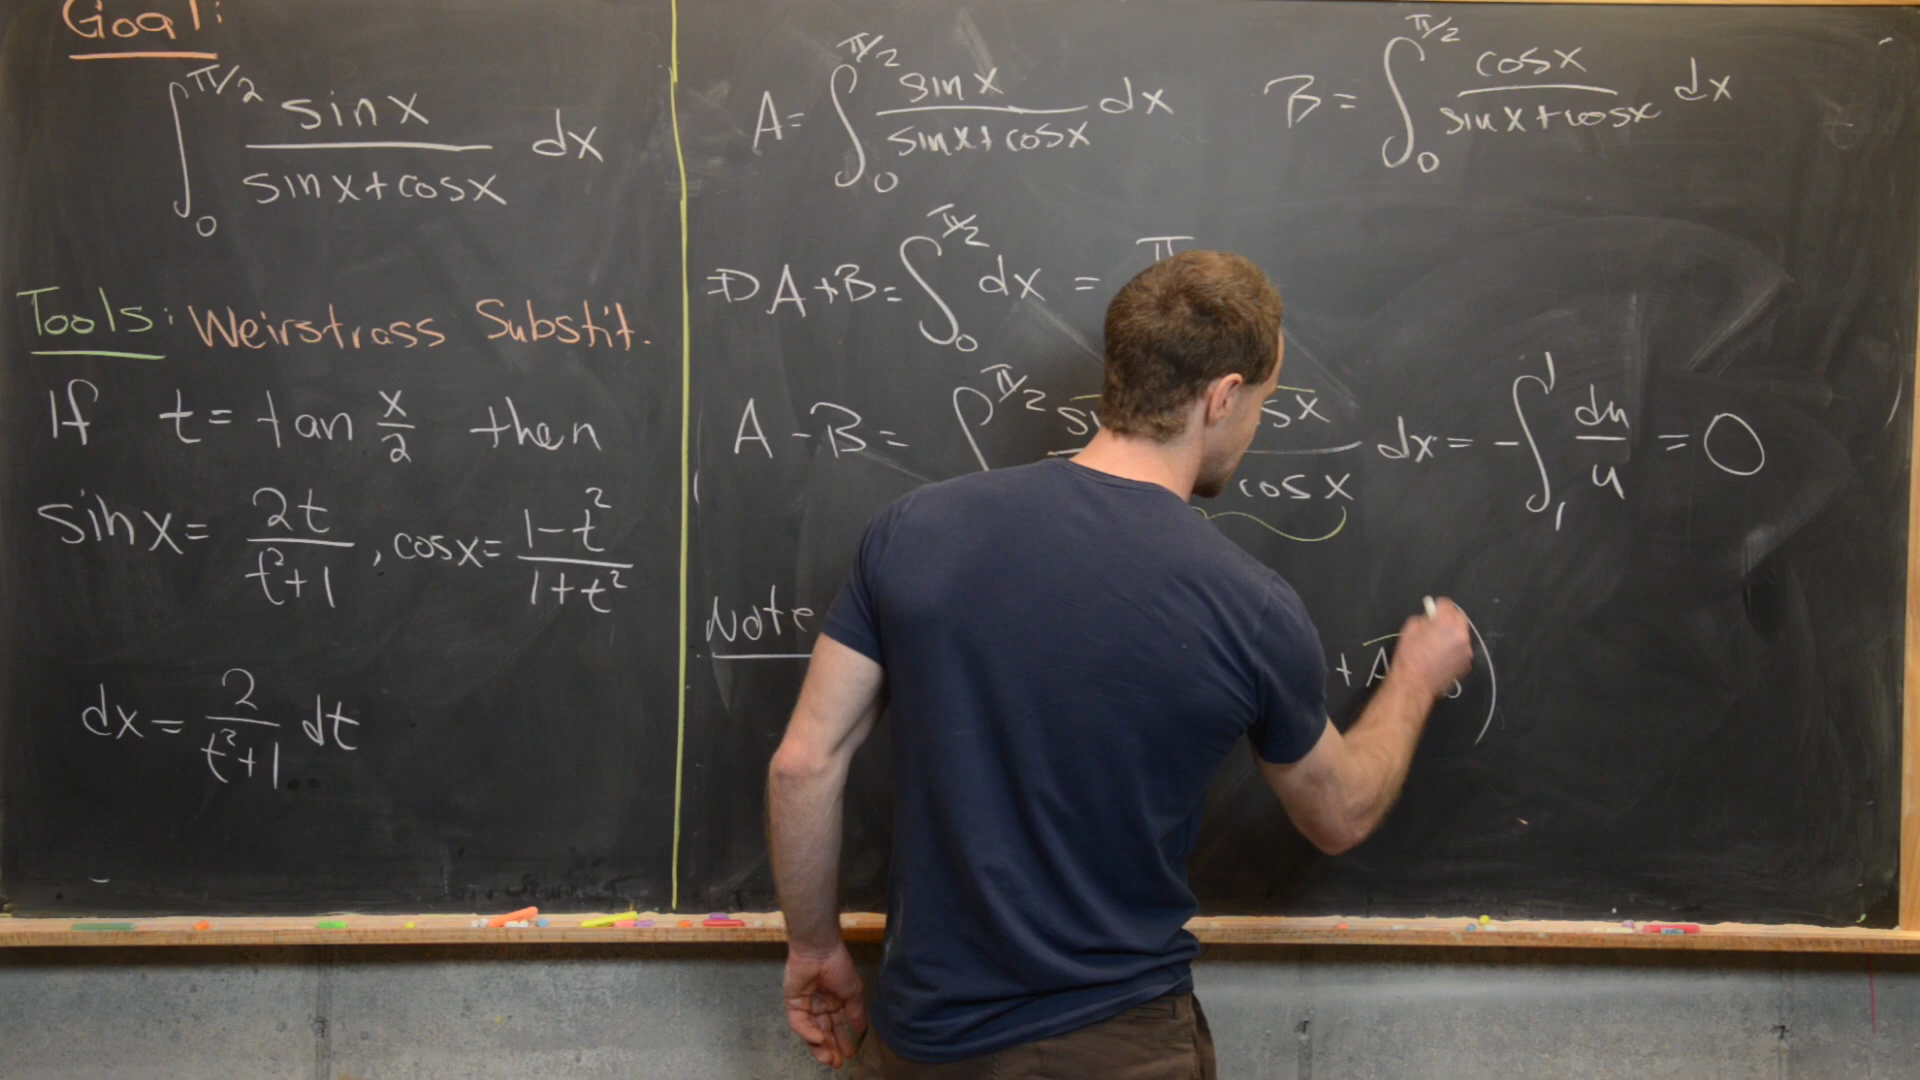 Goal:
∫₀^{π/2} sinx / (sinx+cosx) dx
Tools: Weirstrass Substit.
If t = tan x/2 then
sinx = 2t / (t²+1), cosx = (1-t²) / (1+t²)
dx = 2 / (t²+1) dt
A = ∫₀^{π/2} sinx / (sinx+cosx) dx
B = ∫₀^{π/2} cosx / (sinx+cosx) dx
⇒ A+B = ∫₀^{π/2} dx = π
A - B = ∫^{π/2} cosx dx = -∫₁¹ du/u = 0
Note
+ A )